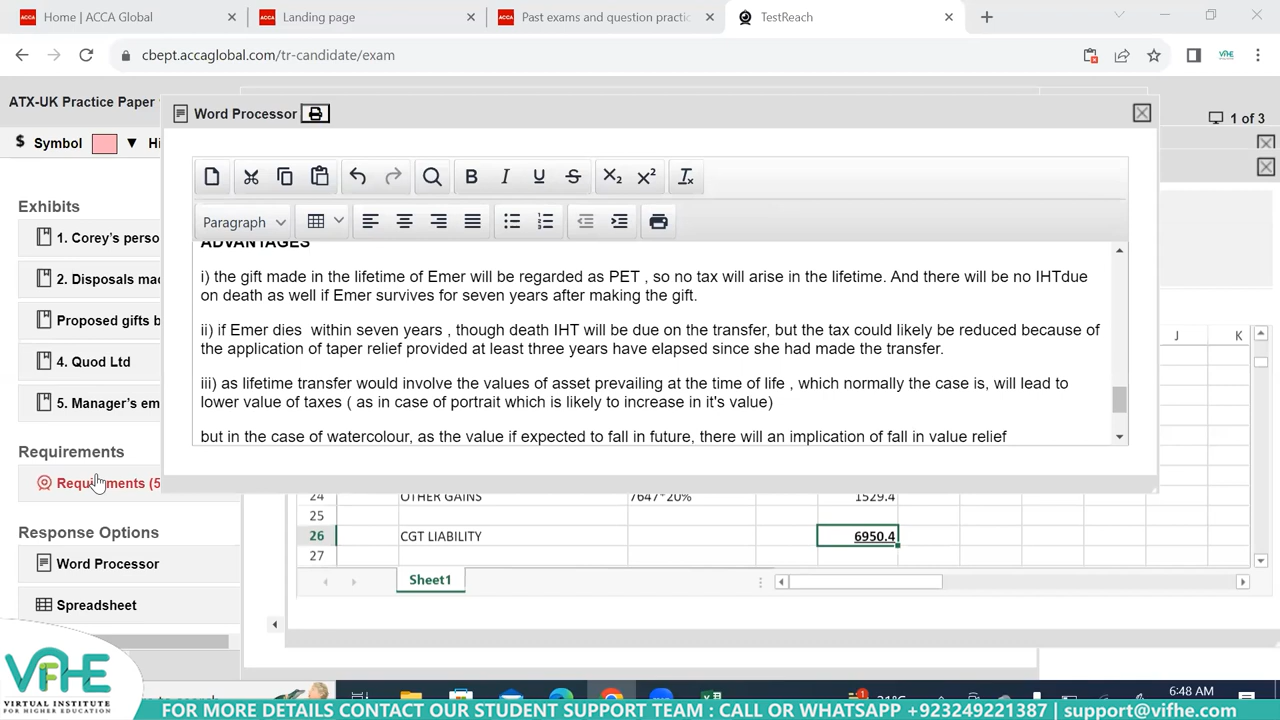 Home | ACCA Global
Landing page
Past exams and question practi
TestReach
cbept.accaglobal.com/tr-candidate/exam
ATX-UK Practice Paper
Word Processor
1 of 3
$ Symbol
Hi
Exhibits
1. Corey's perso
2. Disposals mad
Proposed gifts b
4. Quod Ltd
5. Manager's em
Requirements
Requirements (5
Response Options
Word Processor
Spreadsheet
Paragraph
ADVANTAGES
i) the gift made in the lifetime of Emer will be regarded as PET , so no tax will arise in the lifetime. And there will be no IHTdue
on death as well if Emer survives for seven years after making the gift.
ii) if Emer dies within seven years , though death IHT will be due on the transfer, but the tax could likely be reduced because of
the application of taper relief provided at least three years have elapsed since she had made the transfer.
iii) as lifetime transfer would involve the values of asset prevailing at the time of life , which normally the case is, will lead to
lower value of taxes ( as in case of portrait which is likely to increase in it's value)
but in the case of watercolour, as the value if expected to fall in future, there will an implication of fall in value relief
J K
24 OTHER GAINS 7647*20% 1529.4
25
26 CGT LIABILITY 6950.4
27
Sheet1
6:48 AM
VIFHE
VIRTUAL INSTITUTE
FOR HIGHER EDUCATION
FOR MORE DETAILS CONTACT OUR STUDENT SUPPORT TEAM : CALL OR WHATSAPP +923249221387 | support@vifhe.com